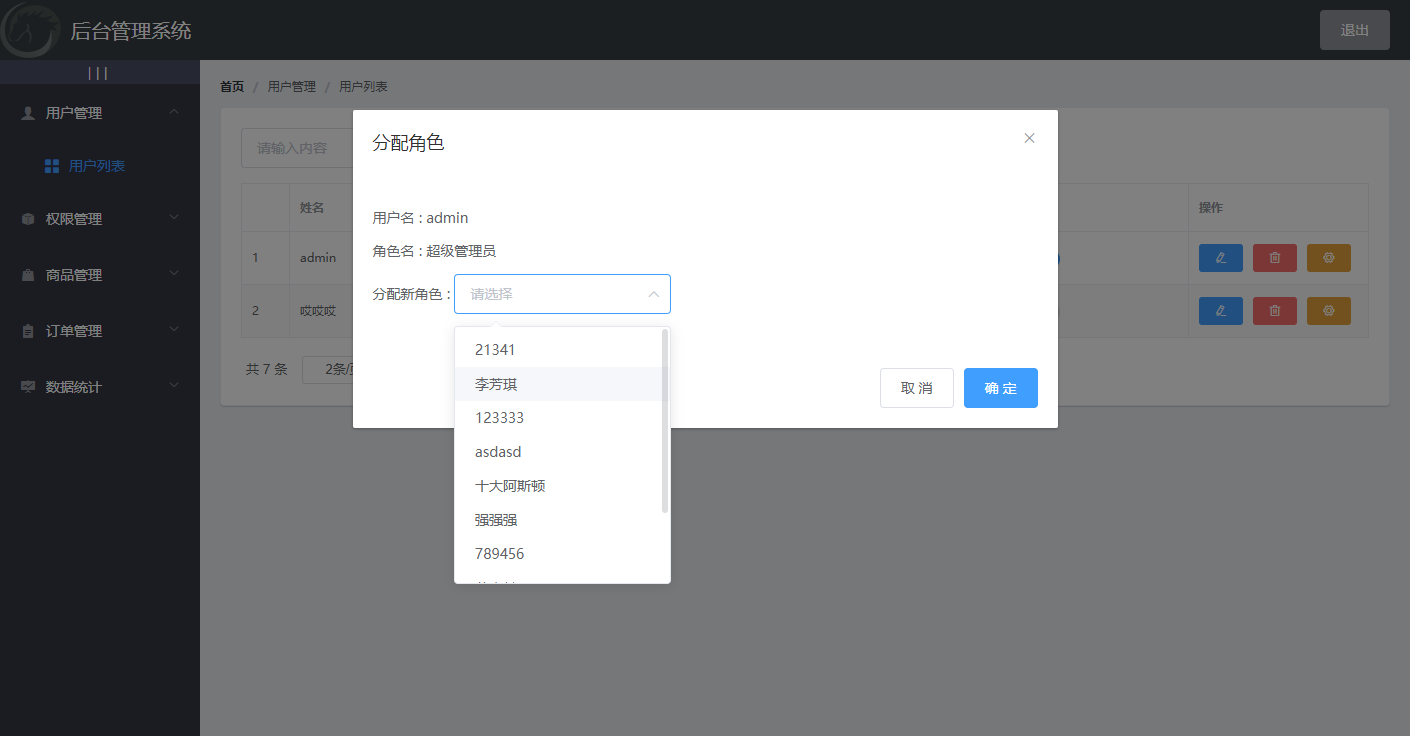 后台管理系统
退出
|||
首页 / 用户管理 / 用户列表
用户管理
用户列表
权限管理
商品管理
订单管理
数据统计
请输入内容
姓名
操作
1 admin
2 哎哎哎
共 7 条
2条/
分配角色
用户名 : admin
角色名 : 超级管理员
分配新角色 :
请选择
21341
李芳琪
123333
asdasd
十大阿斯顿
强强强
789456
取 消
确 定